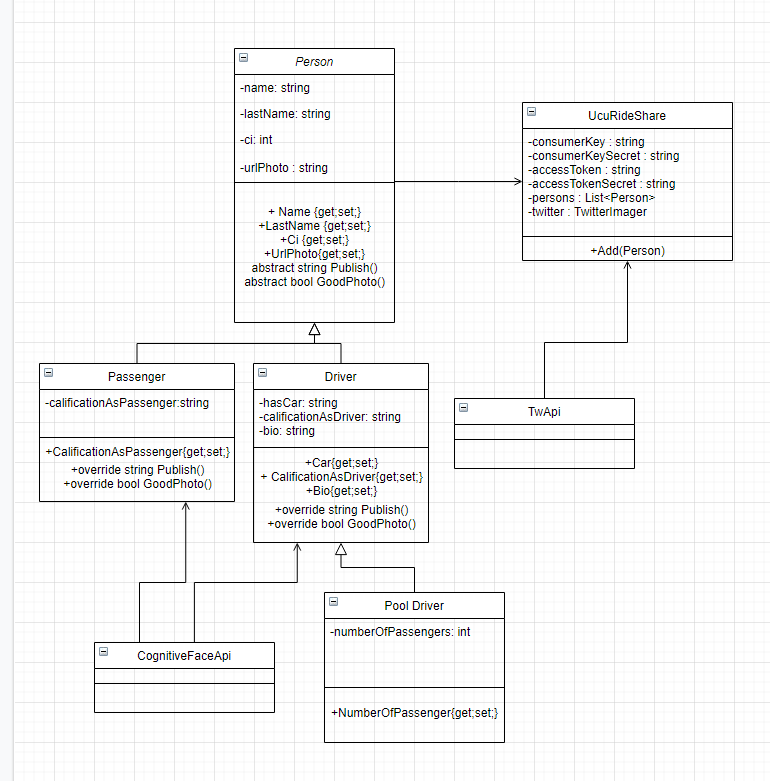 Person
-name: string
-lastName: string
-ci: int
-urlPhoto : string
+ Name {get;set;}
+LastName {get;set;}
+Ci {get;set;}
+UrlPhoto{get;set;}
abstract string Publish()
abstract bool GoodPhoto()
UcuRideShare
-consumerKey : string
-consumerKeySecret : string
-accessToken : string
-accessTokenSecret : string
-persons : List<Person>
-twitter : TwitterImager
+Add(Person)
Passenger
-calificationAsPassenger:string
+CalificationAsPassenger{get;set;}
+override string Publish()
+override bool GoodPhoto()
Driver
-hasCar: string
-calificationAsDriver: string
-bio: string
+Car{get;set;}
+ CalificationAsDriver{get;set;}
+Bio{get;set;}
+override string Publish()
+override bool GoodPhoto()
TwApi
Pool Driver
-numberOfPassengers: int
+NumberOfPassenger{get;set;}
CognitiveFaceApi